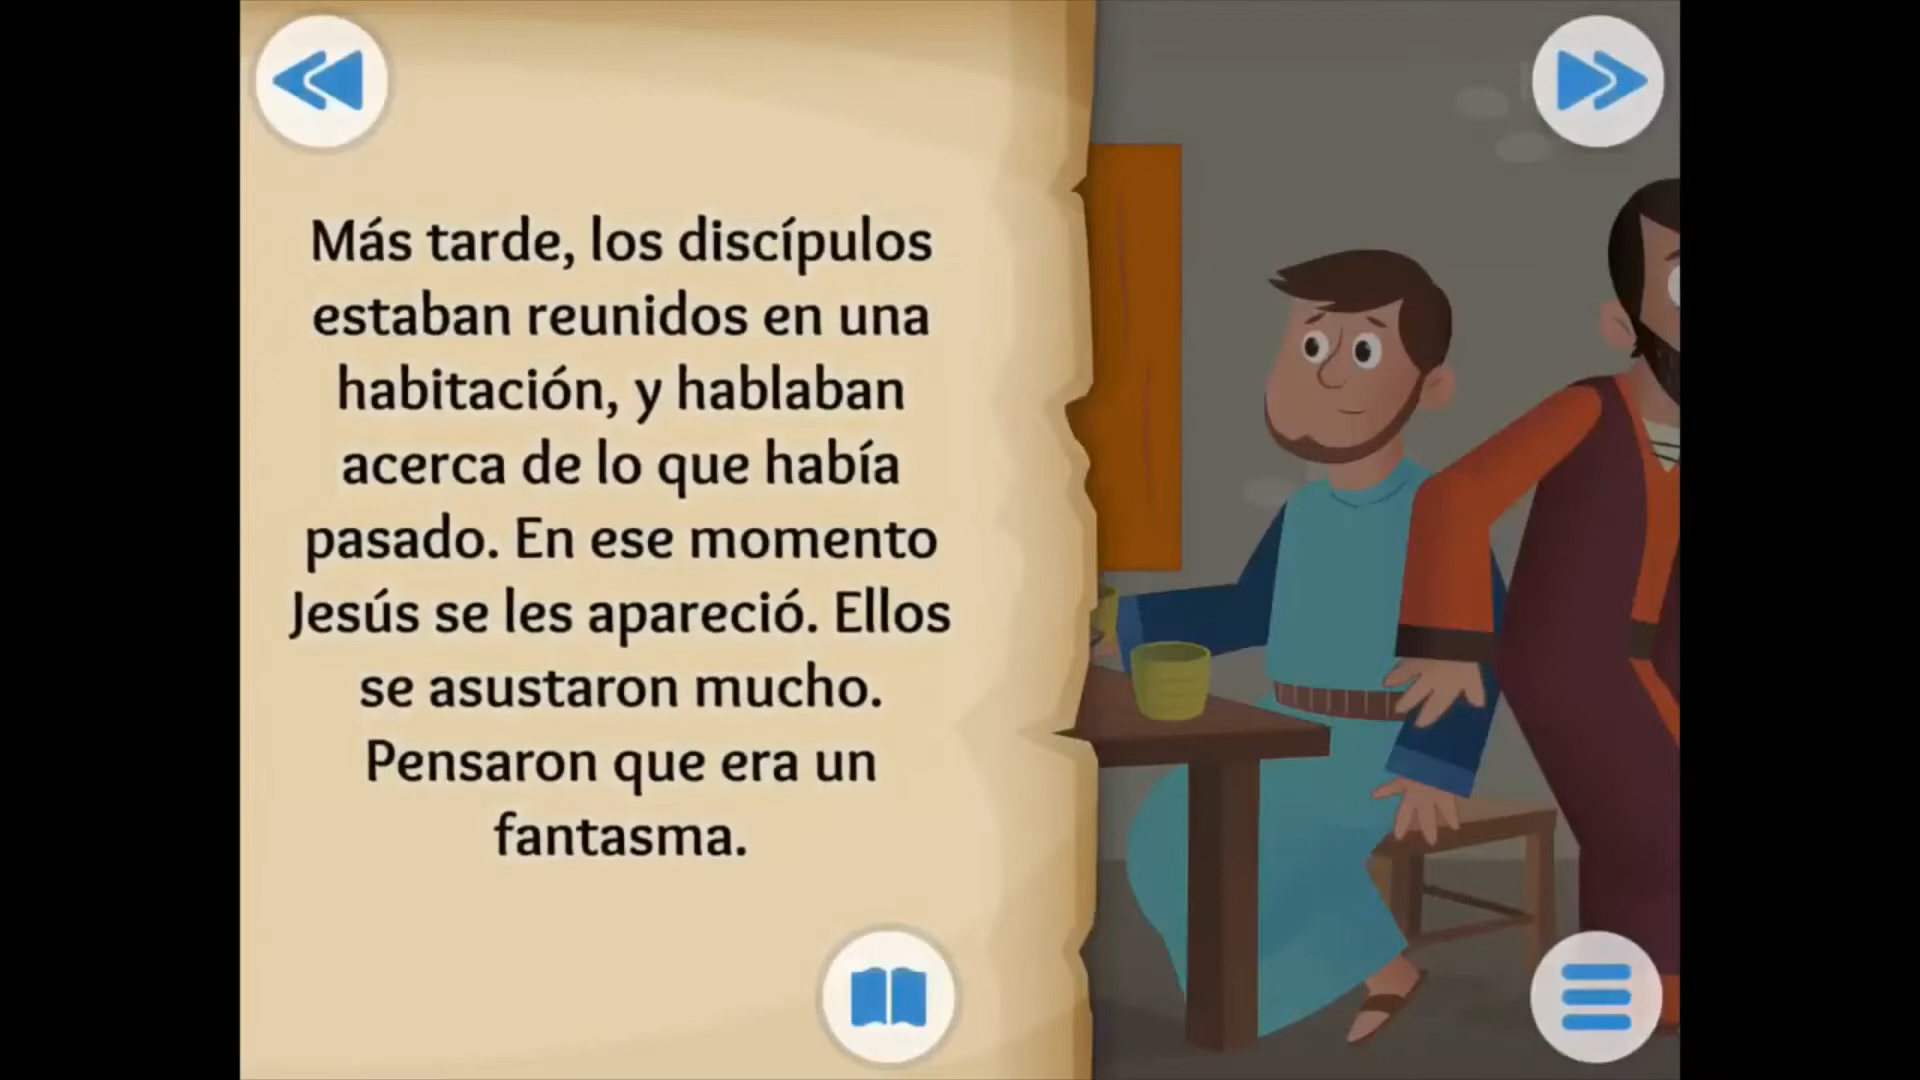 Más tarde, los discípulos
estaban reunidos en una
habitación, y hablaban
acerca de lo que había
pasado. En ese momento
Jesús se les apareció. Ellos
se asustaron mucho.
Pensaron que era un
fantasma.